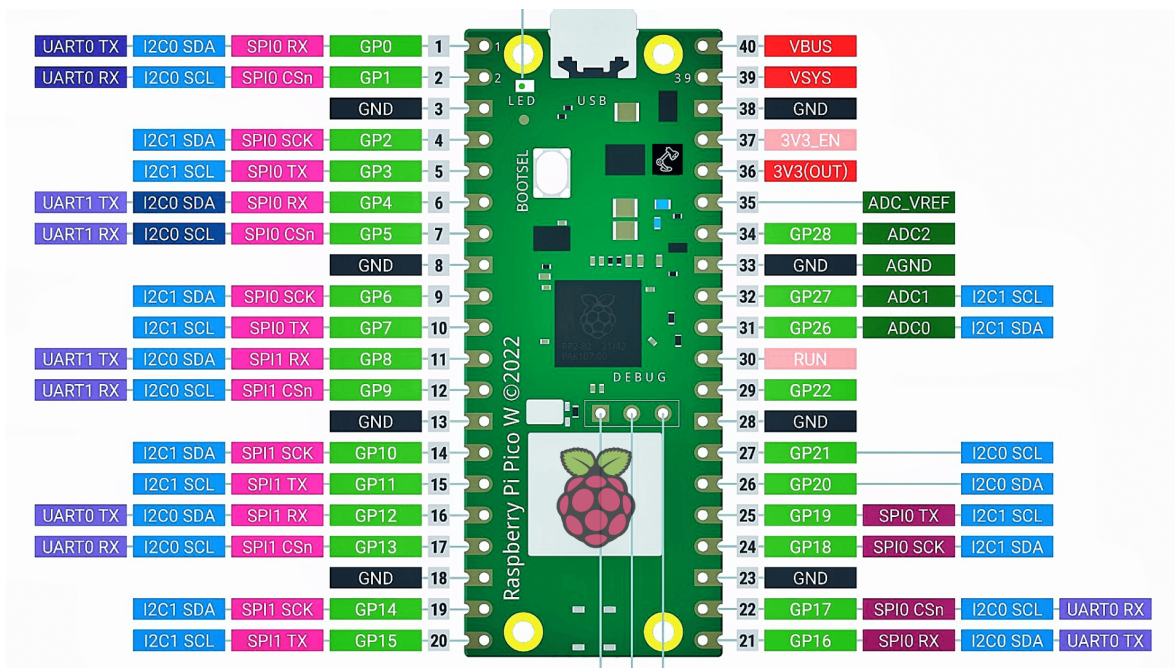 UART0 TX I2C0 SDA SPI0 RX GP0 1 1 40 VBUS
UART0 RX I2C0 SCL SPI0 CSn GP1 2 2 39 39 VSYS
LED USB
GND 3 38 GND
I2C1 SDA SPI0 SCK GP2 4 37 3V3_EN
I2C1 SCL SPI0 TX GP3 5 36 3V3(OUT)
BOOTSEL
UART1 TX I2C0 SDA SPI0 RX GP4 6 35 ADC_VREF
UART1 RX I2C0 SCL SPI0 CSn GP5 7 34 GP28 ADC2
GND 8 33 GND AGND
I2C1 SDA SPI0 SCK GP6 9 32 GP27 ADC1 I2C1 SCL
I2C1 SCL SPI0 TX GP7 10 31 GP26 ADC0 I2C1 SDA
UART1 TX I2C0 SDA SPI1 RX GP8 11 30 RUN
DEBUG
UART1 RX I2C0 SCL SPI1 CSn GP9 12 29 GP22
GND 13 28 GND
Raspberry Pi Pico W ©2022
I2C1 SDA SPI1 SCK GP10 14 27 GP21 I2C0 SCL
I2C1 SCL SPI1 TX GP11 15 26 GP20 I2C0 SDA
UART0 TX I2C0 SDA SPI1 RX GP12 16 25 GP19 SPI0 TX I2C1 SCL
UART0 RX I2C0 SCL SPI1 CSn GP13 17 24 GP18 SPI0 SCK I2C1 SDA
GND 18 23 GND
I2C1 SDA SPI1 SCK GP14 19 22 GP17 SPI0 CSn I2C0 SCL UART0 RX
I2C1 SCL SPI1 TX GP15 20 21 GP16 SPI0 RX I2C0 SDA UART0 TX